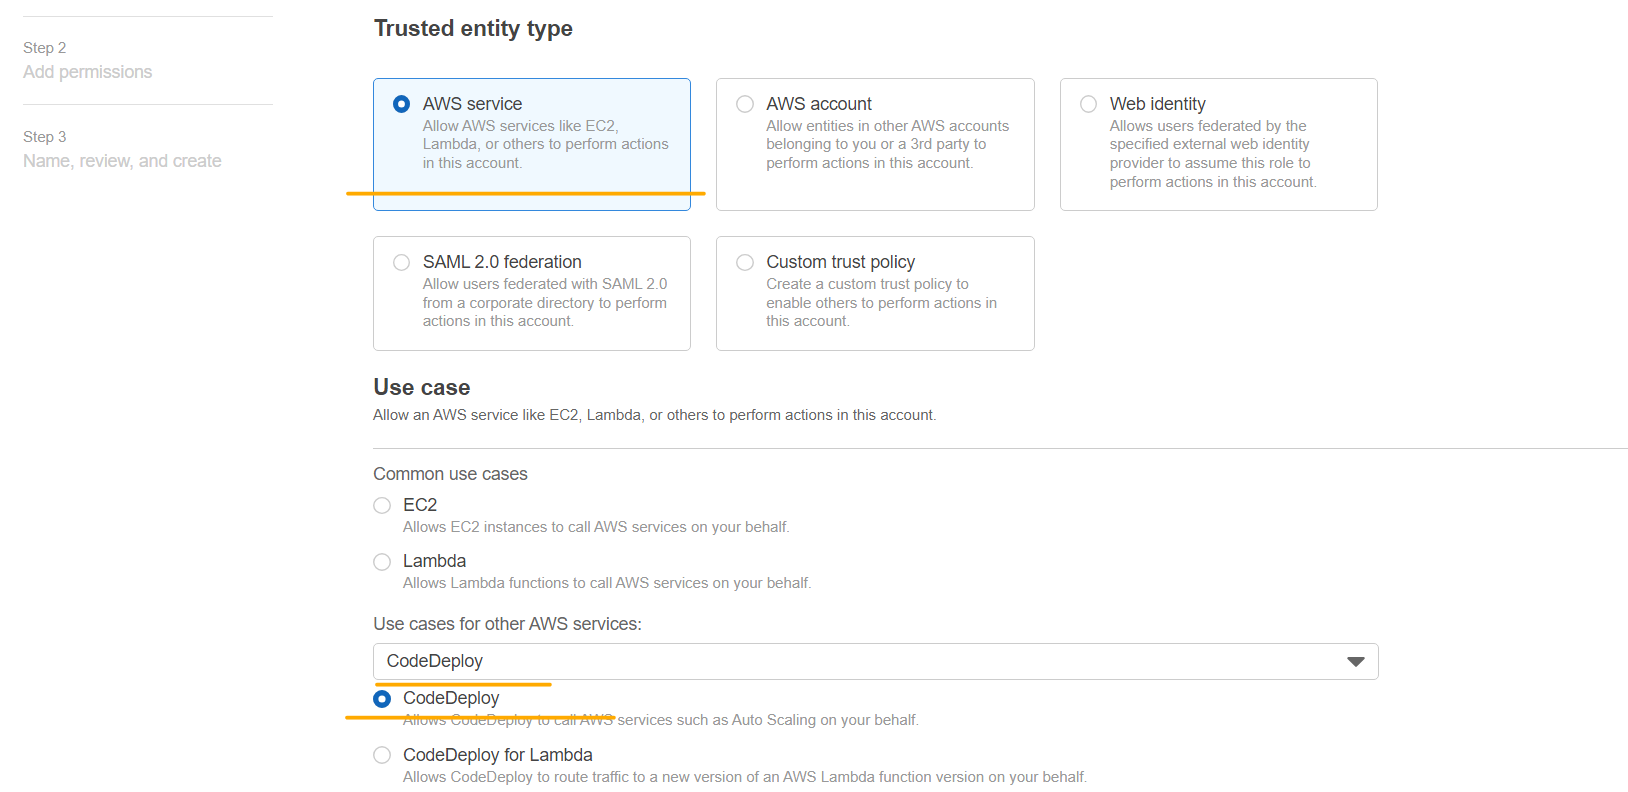 Step 2
Add permissions
Step 3
Name, review, and create
Trusted entity type
AWS service
Allow AWS services like EC2,
Lambda, or others to perform actions
in this account.
AWS account
Allow entities in other AWS accounts
belonging to you or a 3rd party to
perform actions in this account.
Web identity
Allows users federated by the
specified external web identity
provider to assume this role to
perform actions in this account.
SAML 2.0 federation
Allow users federated with SAML 2.0
from a corporate directory to perform
actions in this account.
Custom trust policy
Create a custom trust policy to
enable others to perform actions in
this account.
Use case
Allow an AWS service like EC2, Lambda, or others to perform actions in this account.
Common use cases
EC2
Allows EC2 instances to call AWS services on your behalf.
Lambda
Allows Lambda functions to call AWS services on your behalf.
Use cases for other AWS services:
CodeDeploy
CodeDeploy
Allows CodeDeploy to call AWS services such as Auto Scaling on your behalf.
CodeDeploy for Lambda
Allows CodeDeploy to route traffic to a new version of an AWS Lambda function version on your behalf.